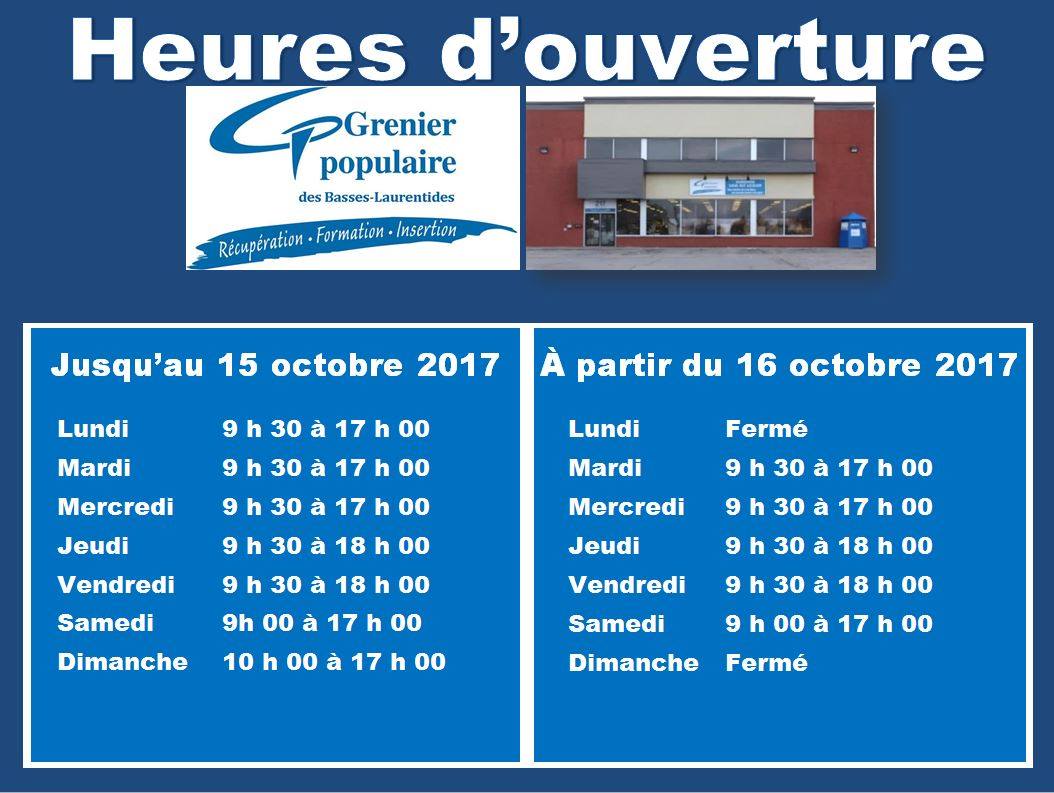 Heures d’ouverture
Grenier
populaire
des Basses-Laurentides
Récupération • Formation • Insertion
Jusqu’au 15 octobre 2017
Lundi 9 h 30 à 17 h 00
Mardi 9 h 30 à 17 h 00
Mercredi 9 h 30 à 17 h 00
Jeudi 9 h 30 à 18 h 00
Vendredi 9 h 30 à 18 h 00
Samedi 9h 00 à 17 h 00
Dimanche 10 h 00 à 17 h 00
À partir du 16 octobre 2017
Lundi Fermé
Mardi 9 h 30 à 17 h 00
Mercredi 9 h 30 à 17 h 00
Jeudi 9 h 30 à 18 h 00
Vendredi 9 h 30 à 18 h 00
Samedi 9 h 00 à 17 h 00
Dimanche Fermé